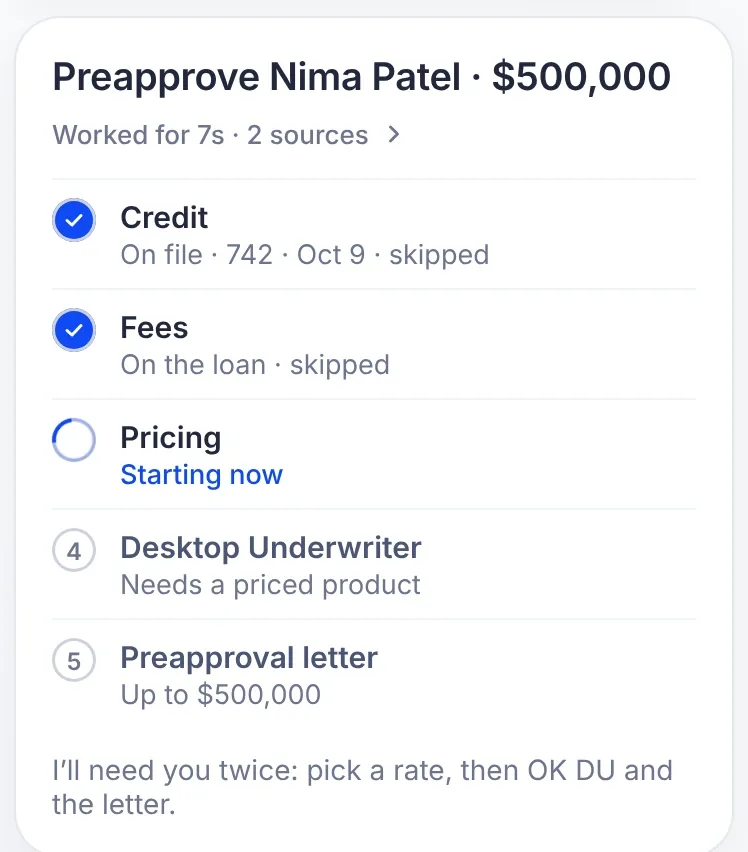 Preapprove Nima Patel · $500,000
Worked for 7s · 2 sources
Credit
On file · 742 · Oct 9 · skipped
Fees
On the loan · skipped
Pricing
Starting now
4 Desktop Underwriter
Needs a priced product
5 Preapproval letter
Up to $500,000
I’ll need you twice: pick a rate, then OK DU and
the letter.